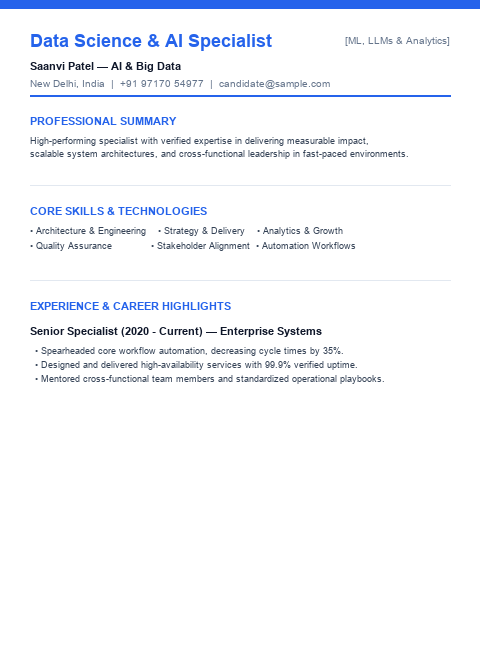 Data Science & AI Specialist [ML, LLMs & Analytics]
Saanvi Patel — AI & Big Data
New Delhi, India | +91 97170 54977 | candidate@sample.com
PROFESSIONAL SUMMARY
High-performing specialist with verified expertise in delivering measurable impact,
scalable system architectures, and cross-functional leadership in fast-paced environments.
CORE SKILLS & TECHNOLOGIES
• Architecture & Engineering • Strategy & Delivery • Analytics & Growth
• Quality Assurance • Stakeholder Alignment • Automation Workflows
EXPERIENCE & CAREER HIGHLIGHTS
Senior Specialist (2020 - Current) — Enterprise Systems
• Spearheaded core workflow automation, decreasing cycle times by 35%.
• Designed and delivered high-availability services with 99.9% verified uptime.
• Mentored cross-functional team members and standardized operational playbooks.